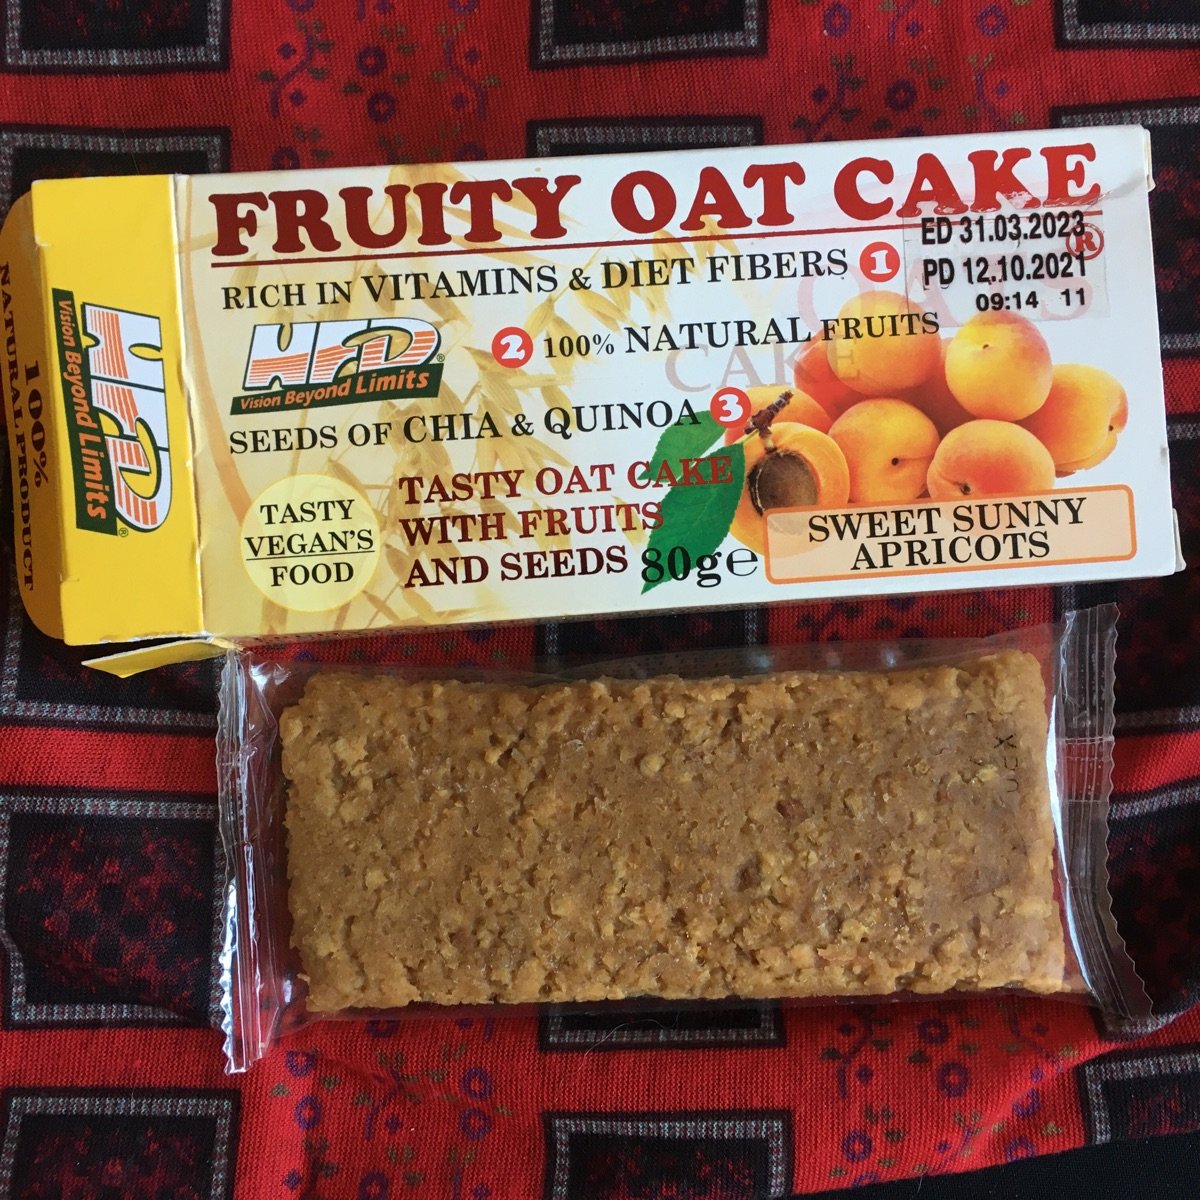 FRUITY OAT CAKE
ED 31.03.2023
PD 12.10.2021
09:14 11
®
RICH IN VITAMINS & DIET FIBERS 1
2 100% NATURAL FRUITS
OATS
CAKE
HFD®
Vision Beyond Limits
SEEDS OF CHIA & QUINOA 3
TASTY
VEGAN'S
FOOD
TASTY OAT CAKE
WITH FRUITS
AND SEEDS 80g℮
SWEET SUNNY
APRICOTS
HFD®
Vision Beyond Limits
100%
NATURAL PRODUCT